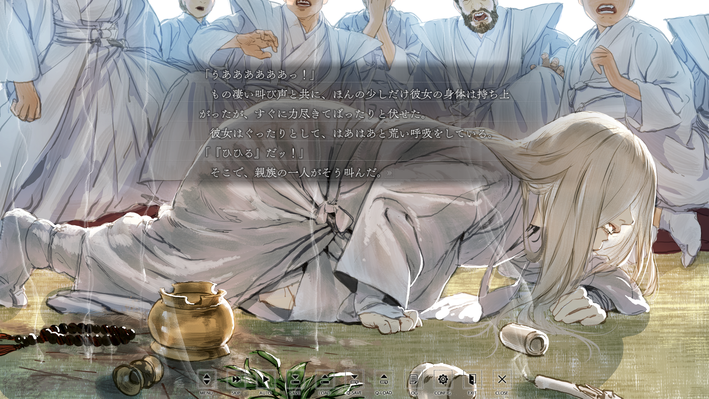 「うああああああっ！」
　もの凄い叫び声と共に、ほんの少しだけ彼女の身体は持ち上
がったが、すぐに力尽きてばったりと伏せた。
　彼女はぐったりとして、はあはあと荒い呼吸をしている。
「『ひひる』だッ！」
　そこで、親族の一人がそう叫んだ。